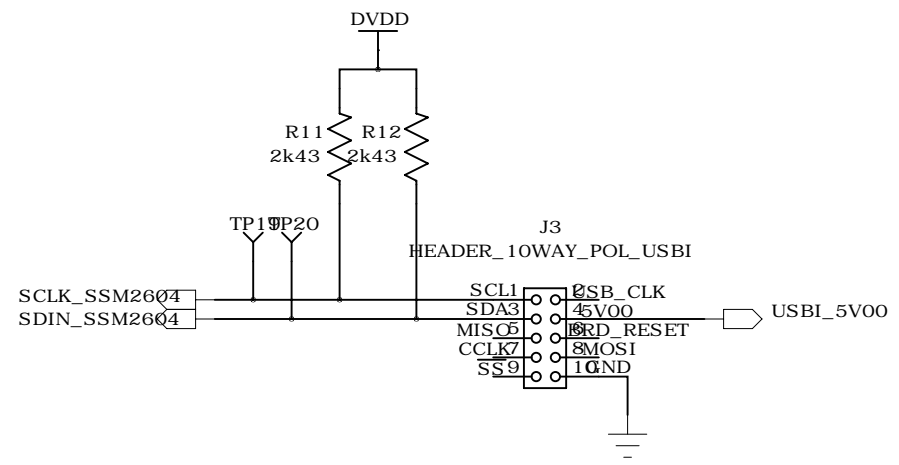 DVDD
R11 R12
2k43 2k43
TP19 TP20
J3
HEADER_10WAY_POL_USBI
SCLK_SSM2604 SCL 1 2 USB_CLK
SDIN_SSM2604 SDA 3 4 5V00 USBI_5V00
MISO 5 6 BRD_RESET
CCLK 7 8 MOSI
SS 9 10 GND